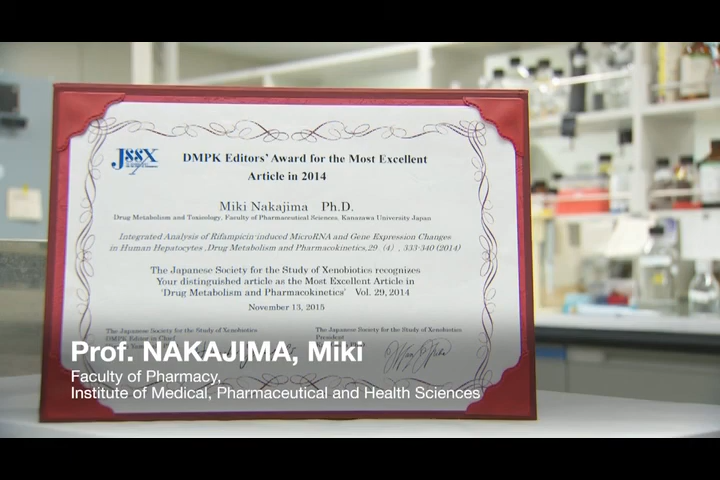 JSSX
DMPK Editors' Award for the Most Excellent
Article in 2014
Miki Nakajima Ph.D.
Drug Metabolism and Toxicology, Faculty of Pharmaceutical Sciences, Kanazawa University Japan
Integrated Analysis of Rifampicin-induced MicroRNA and Gene Expression Changes
in Human Hepatocytes .Drug Metabolism and Pharmacokinetics,29. (4) , 333-340 (2014)
The Japanese Society for the Study of Xenobiotics recognizes
Your distinguished article as the Most Excellent Article in
'Drug Metabolism and Pharmacokinetics' Vol. 29, 2014
November 13, 2015
The Japanese Society for the Study of Xenobiotics The Japanese Society for the Study of Xenobiotics
DMPK Editor in Chief President
Prof. NAKAJIMA, Miki
Faculty of Pharmacy,
Institute of Medical, Pharmaceutical and Health Sciences